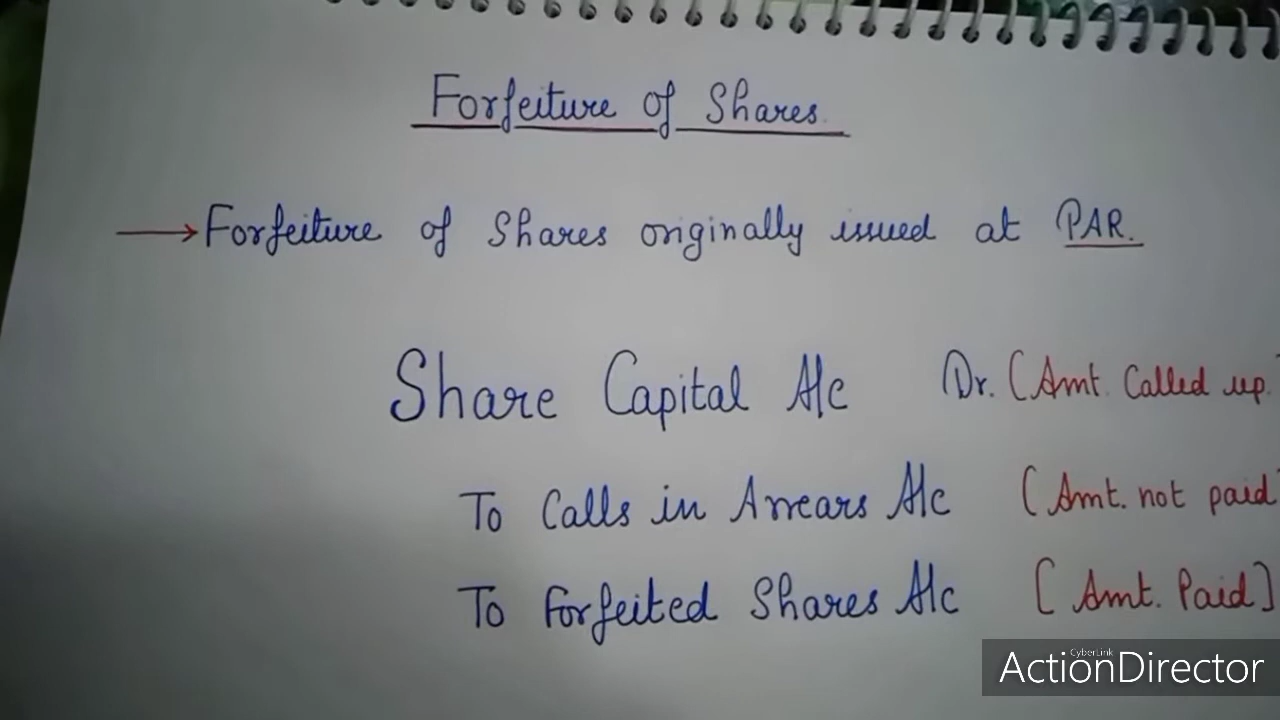 Forfeiture of Shares
Forfeiture of Shares originally issued at PAR.
Share Capital A/c Dr. [Amt. Called up.]
To Calls in Arrears A/c [Amt. not paid]
To Forfeited Shares A/c [Amt. Paid]
CyberLink
ActionDirector